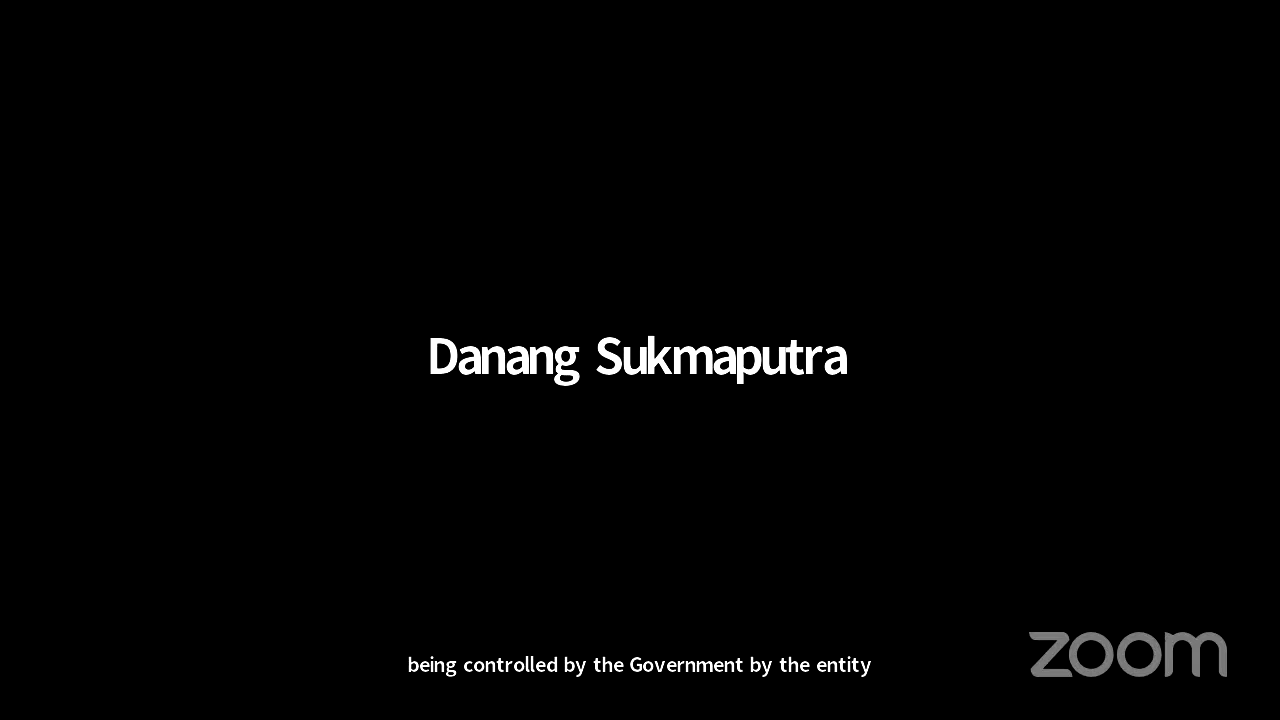 Danang Sukmaputra
being controlled by the Government by the entity
zoom